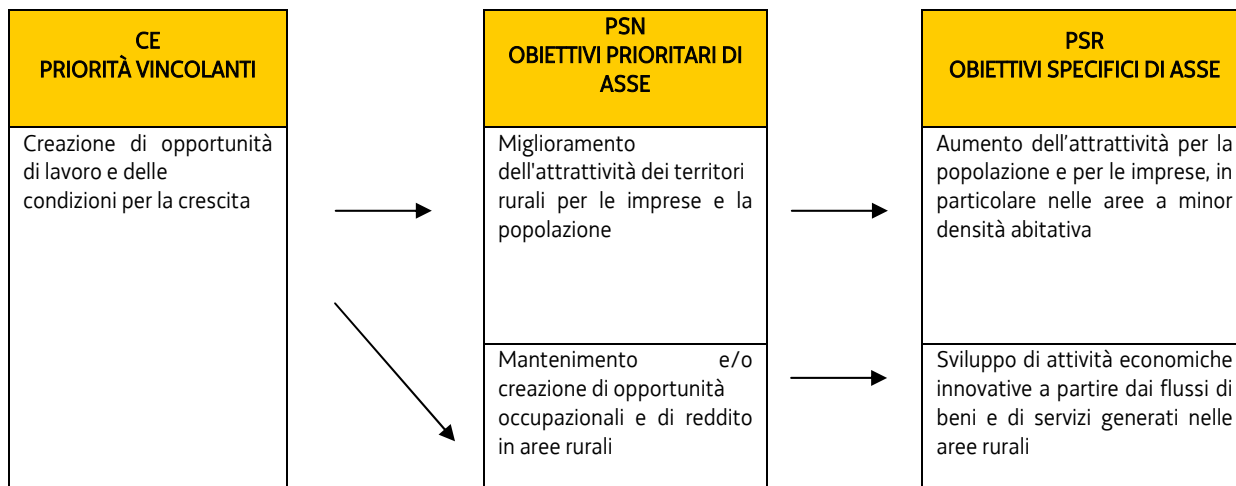 CE
PRIORITÀ VINCOLANTI
Creazione di opportunità
di lavoro e delle
condizioni per la crescita
PSN
OBIETTIVI PRIORITARI DI
ASSE
Miglioramento
dell'attrattività dei territori
rurali per le imprese e la
popolazione
Mantenimento e/o
creazione di opportunità
occupazionali e di reddito
in aree rurali
PSR
OBIETTIVI SPECIFICI DI ASSE
Aumento dell’attrattività per la
popolazione e per le imprese, in
particolare nelle aree a minor
densità abitativa
Sviluppo di attività economiche
innovative a partire dai flussi di
beni e di servizi generati nelle
aree rurali